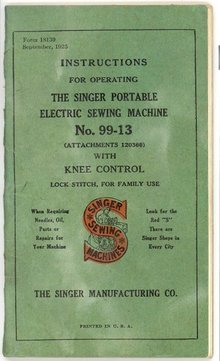 Form 18139
September, 1925
INSTRUCTIONS
FOR OPERATING
THE SINGER PORTABLE
ELECTRIC SEWING MACHINE
No. 99-13
(ATTACHMENTS 120360)
WITH
KNEE CONTROL
LOCK STITCH, FOR FAMILY USE
When Requiring
Needles, Oil,
Parts or
Repairs for
Your Machine
SINGER
SEWING
MACHINES
Look for the
Red "S"
There are
Singer Shops in
Every City
THE SINGER MANUFACTURING CO.
PRINTED IN U. S. A.